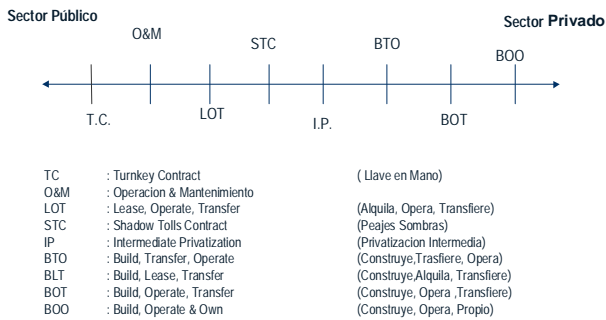 Sector Público
Sector Privado
O&M
STC
BTO
BOO
T.C.
LOT
I.P.
BOT
TC : Turnkey Contract ( Llave en Mano)
O&M : Operacion & Mantenimiento
LOT : Lease, Operate, Transfer (Alquila, Opera, Transfiere)
STC : Shadow Tolls Contract (Peajes Sombras)
IP : Intermediate Privatization (Privatizacion Intermedia)
BTO : Build, Transfer, Operate (Construye,Trasfiere, Opera)
BLT : Build, Lease, Transfer (Construye,Alquila, Transfiere)
BOT : Build, Operate, Transfer (Construye, Opera ,Transfiere)
BOO : Build, Operate & Own (Construye, Opera, Propio)